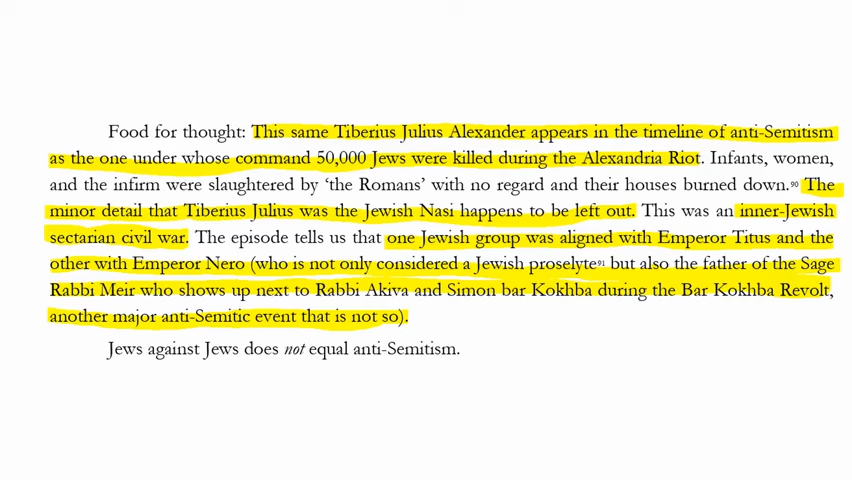 Food for thought: This same Tiberius Julius Alexander appears in the timeline of anti-Semitism
as the one under whose command 50,000 Jews were killed during the Alexandria Riot. Infants, women,
and the infirm were slaughtered by ‘the Romans’ with no regard and their houses burned down.⁹⁰ The
minor detail that Tiberius Julius was the Jewish Nasi happens to be left out. This was an inner-Jewish
sectarian civil war. The episode tells us that one Jewish group was aligned with Emperor Titus and the
other with Emperor Nero (who is not only considered a Jewish proselyte⁹¹ but also the father of the Sage
Rabbi Meir who shows up next to Rabbi Akiva and Simon bar Kokhba during the Bar Kokhba Revolt,
another major anti-Semitic event that is not so).
Jews against Jews does not equal anti-Semitism.